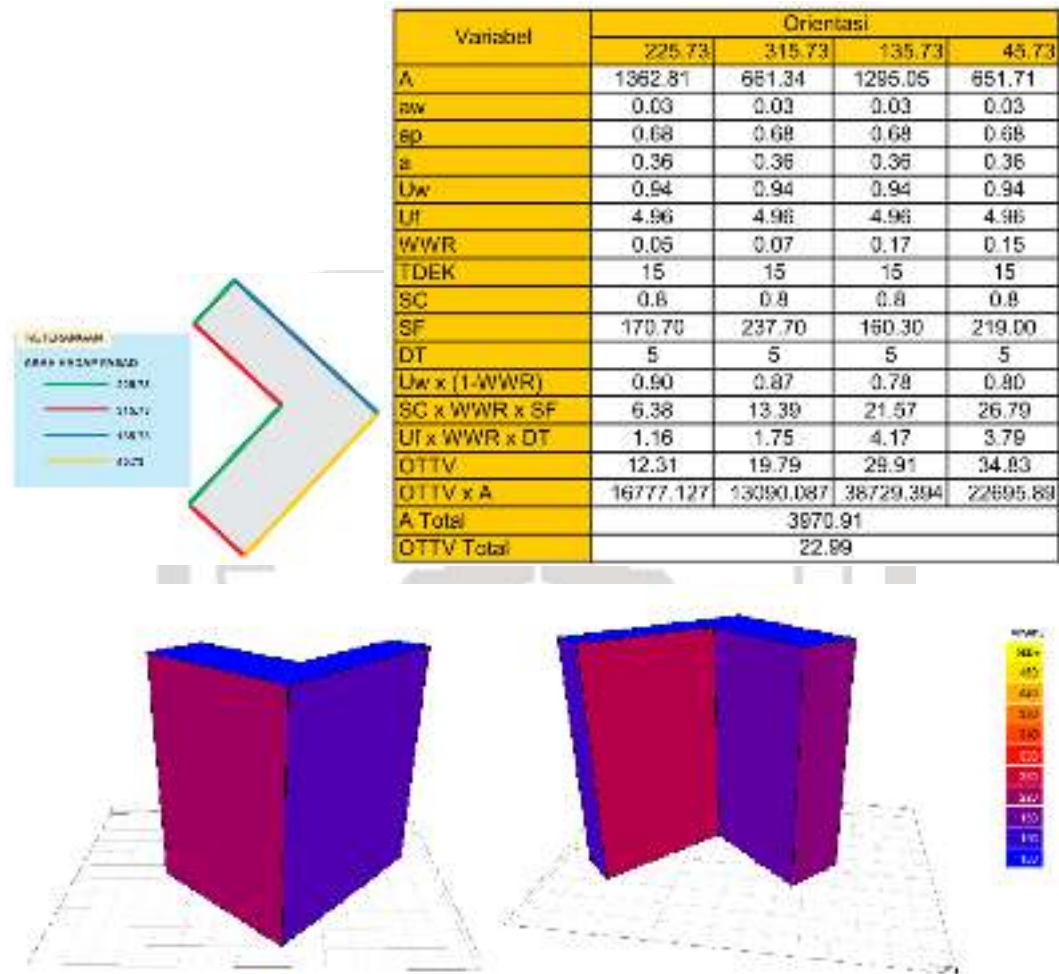 Variabel Orientasi
225.73 315.73 135.73 45.73
A 1362.81 661.34 1295.05 651.71
aw 0.03 0.03 0.03 0.03
ap 0.68 0.68 0.68 0.68
a 0.36 0.36 0.36 0.36
Uw 0.94 0.94 0.94 0.94
Uf 4.96 4.96 4.96 4.96
WWR 0.05 0.07 0.17 0.15
TDEK 15 15 15 15
SC 0.8 0.8 0.8 0.8
SF 170.70 237.70 160.30 219.00
DT 5 5 5 5
Uw x (1-WWR) 0.90 0.87 0.78 0.80
SC x WWR x SF 6.38 13.39 21.57 26.79
Uf x WWR x DT 1.16 1.75 4.17 3.79
OTTV 12.31 19.79 29.91 34.83
OTTV x A 16777.127 13090.087 38729.394 22695.89
A Total 3970.91
OTTV Total 22.99
KETERANGAN